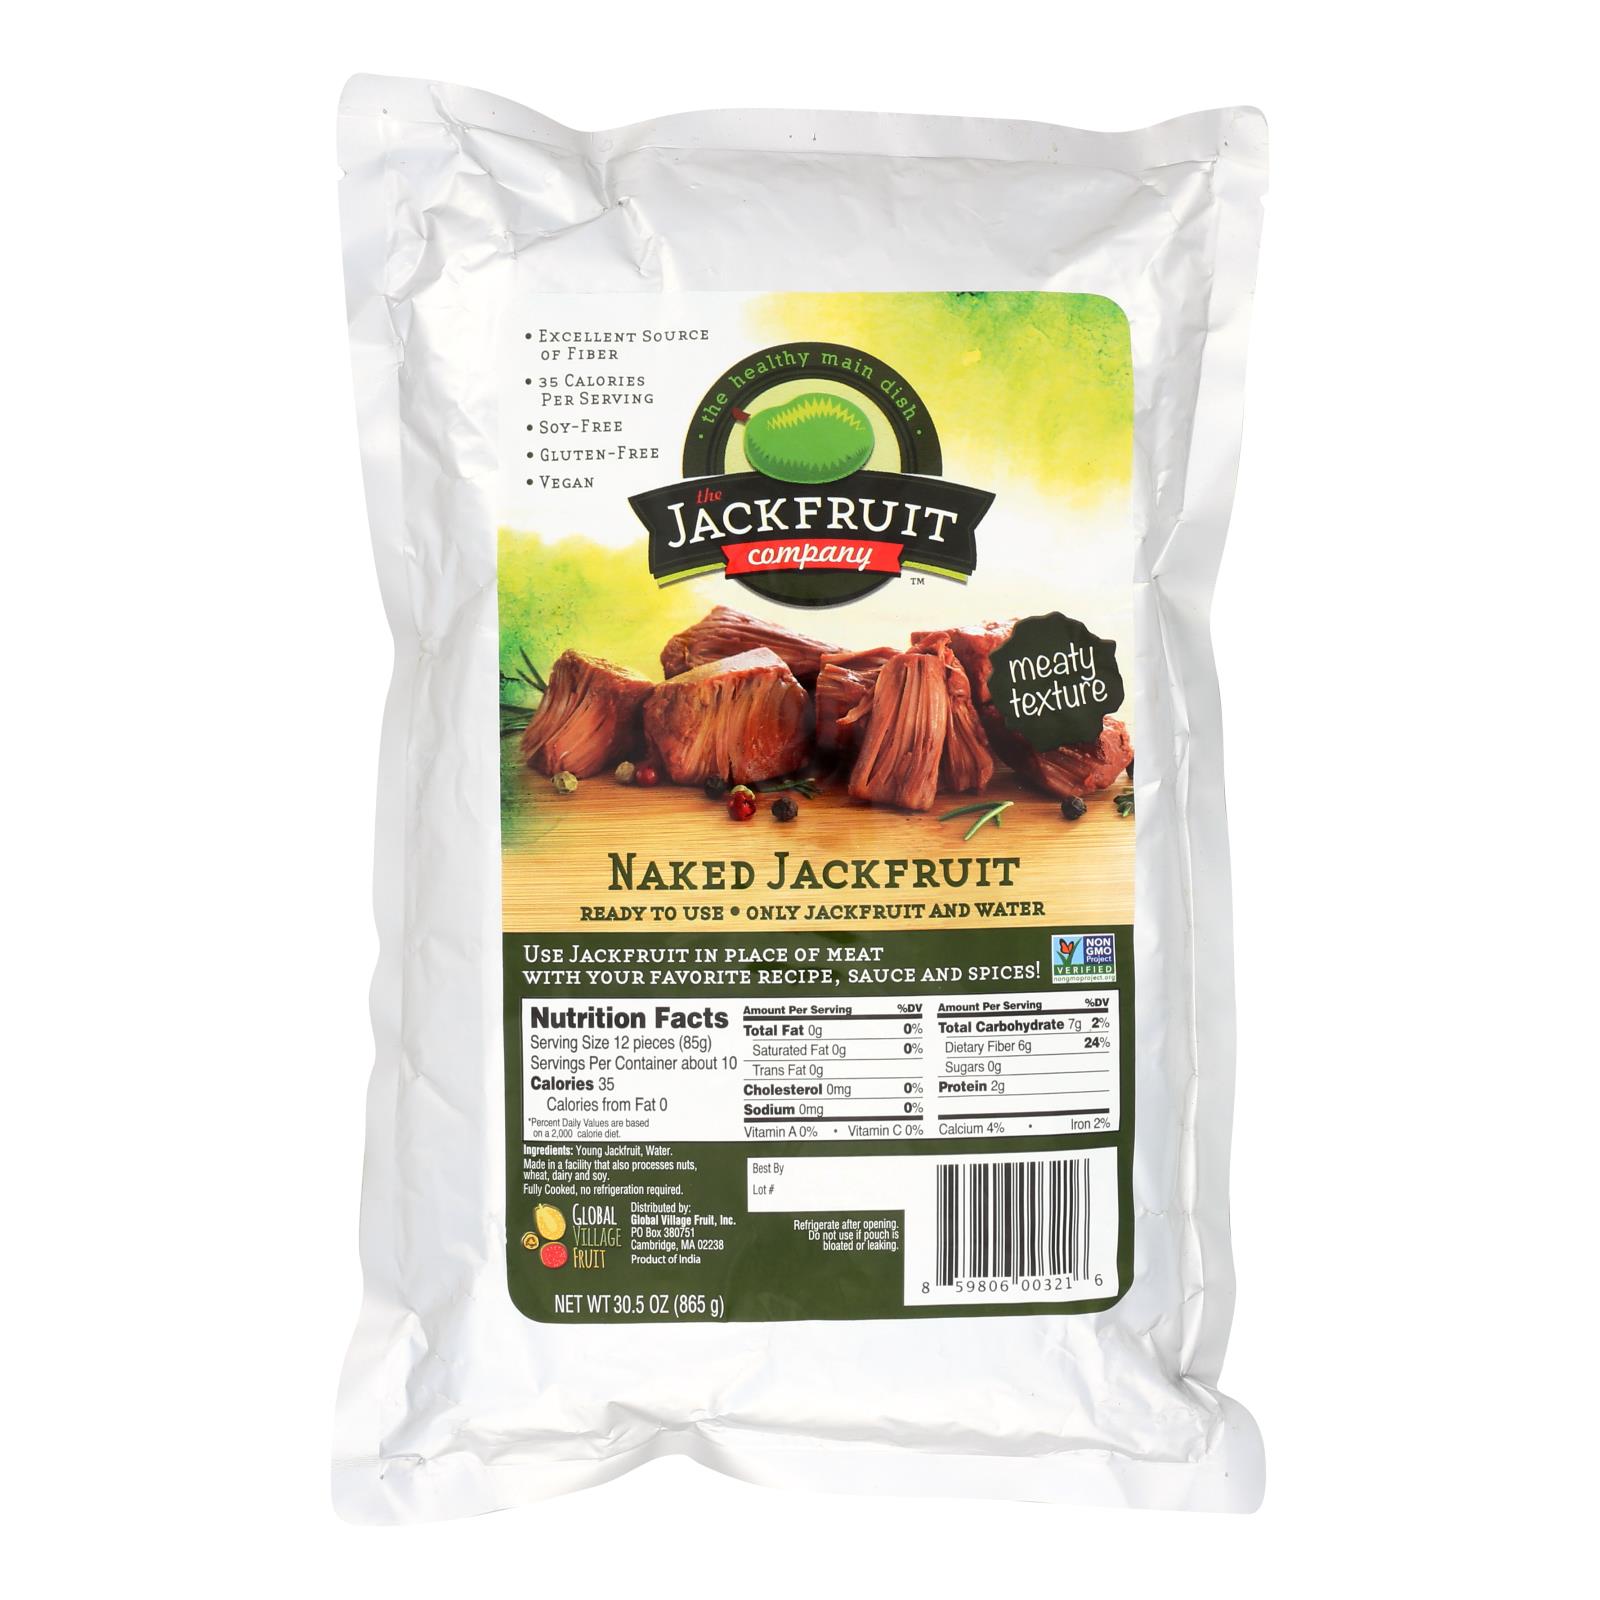 • Excellent Source
of Fiber
• 35 Calories
Per Serving
• Soy-Free
• Gluten-Free
• Vegan
• the healthy main dish •
the
Jackfruit
company
TM
meaty
texture
Naked Jackfruit
READY TO USE • ONLY JACKFRUIT AND WATER
Use Jackfruit in place of meat
with your favorite recipe, sauce and spices!
NON
GMO
Project
VERIFIED
nongmoproject.org
Nutrition Facts
Serving Size 12 pieces (85g)
Servings Per Container about 10
Calories 35
Calories from Fat 0
*Percent Daily Values are based
on a 2,000 calorie diet.
Amount Per Serving %DV
Total Fat 0g 0%
Saturated Fat 0g 0%
Trans Fat 0g
Cholesterol 0mg 0%
Sodium 0mg 0%
Vitamin A 0% • Vitamin C 0%
Amount Per Serving %DV
Total Carbohydrate 7g 2%
Dietary Fiber 6g 24%
Sugars 0g
Protein 2g
Calcium 4% • Iron 2%
Ingredients: Young Jackfruit, Water.
Made in a facility that also processes nuts,
wheat, dairy and soy.
Fully Cooked, no refrigeration required.
Global
Village
Fruit
Distributed by:
Global Village Fruit, Inc.
PO Box 380751
Cambridge, MA 02238
Product of India
NET WT 30.5 OZ (865 g)
Best By
Lot #
Refrigerate after opening.
Do not use if pouch is
bloated or leaking.
8 59806 00321 6